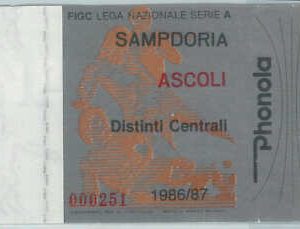 FIGC LEGA NAZIONALE SERIE A
SAMPDORIA
ASCOLI
Distinti Centrali
000251
1986/87
Phonola